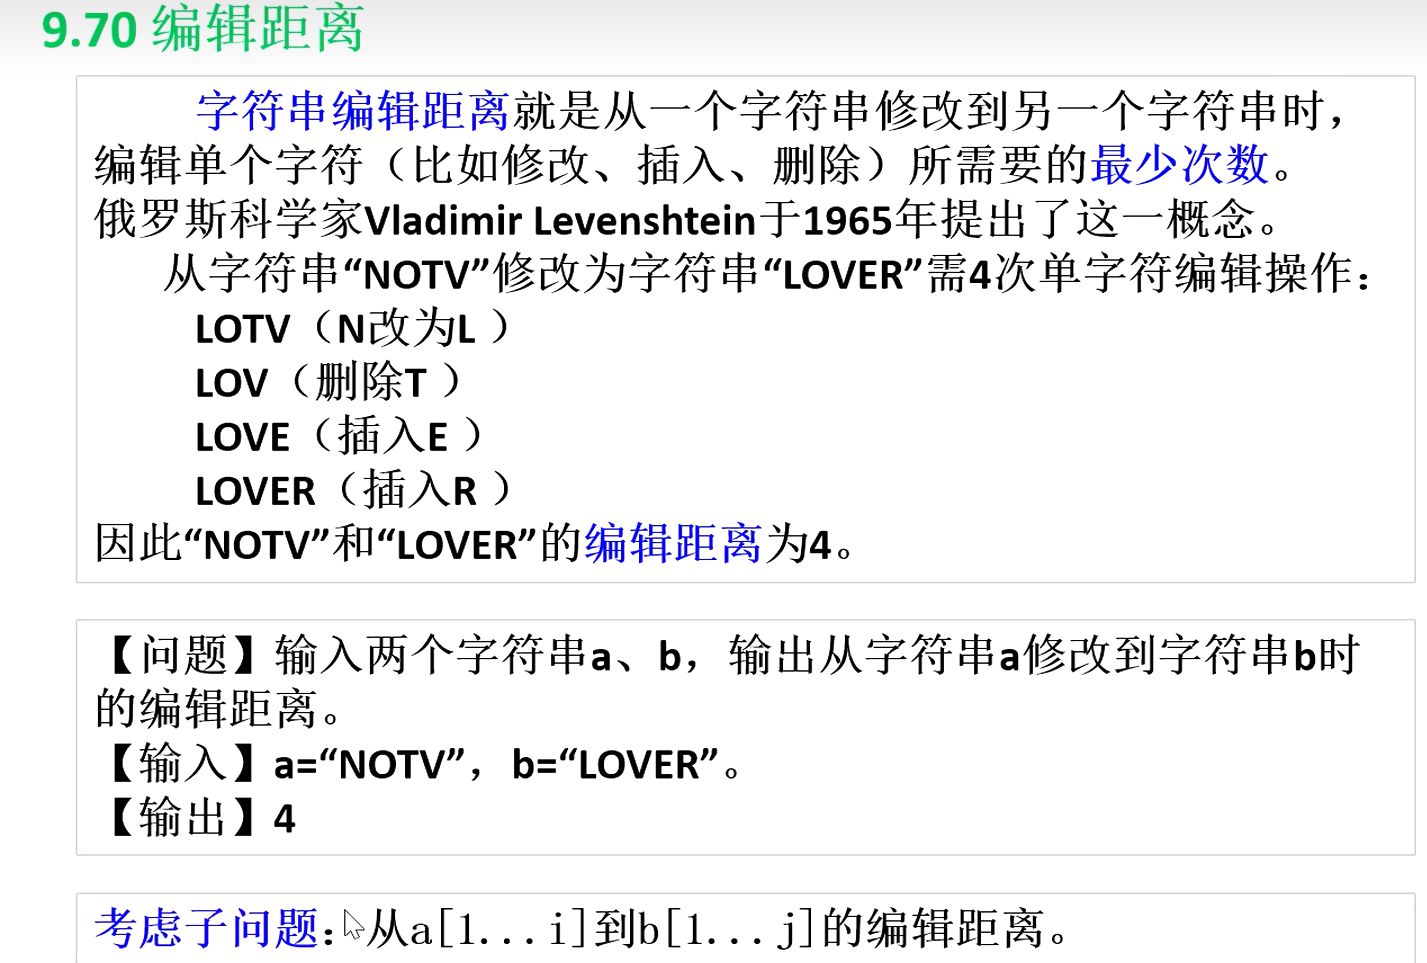 9.70 编辑距离
字符串编辑距离就是从一个字符串修改到另一个字符串时，
编辑单个字符（比如修改、插入、删除）所需要的最少次数。
俄罗斯科学家Vladimir Levenshtein于1965年提出了这一概念。
从字符串“NOTV”修改为字符串“LOVER”需4次单字符编辑操作：
LOTV（N改为L ）
LOV（删除T ）
LOVE（插入E ）
LOVER（插入R ）
因此“NOTV”和“LOVER”的编辑距离为4。
【问题】输入两个字符串a、b，输出从字符串a修改到字符串b时
的编辑距离。
【输入】a=“NOTV”，b=“LOVER”。
【输出】4
考虑子问题：从a[1...i]到b[1...j]的编辑距离。